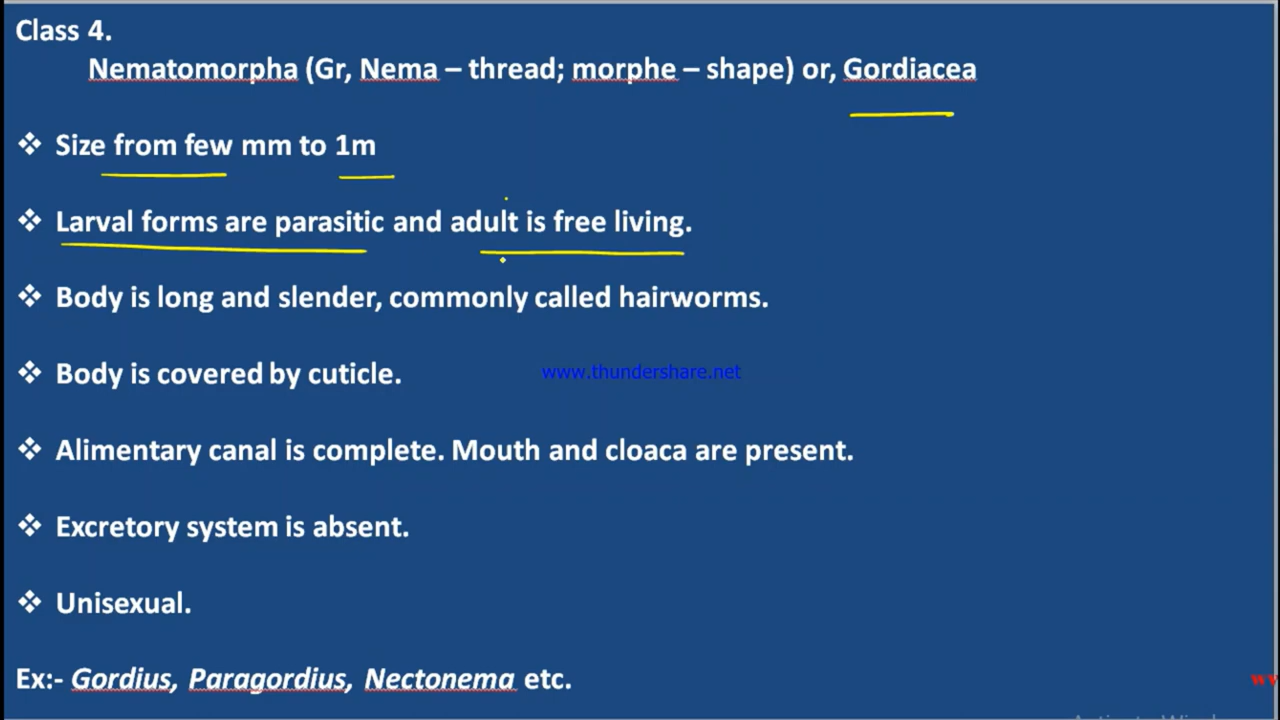 Class 4.
Nematomorpha (Gr, Nema – thread; morphe – shape) or, Gordiacea
❖ Size from few mm to 1m
❖ Larval forms are parasitic and adult is free living.
❖ Body is long and slender, commonly called hairworms.
❖ Body is covered by cuticle.
www.thundershare.net
❖ Alimentary canal is complete. Mouth and cloaca are present.
❖ Excretory system is absent.
❖ Unisexual.
Ex:- Gordius, Paragordius, Nectonema etc.